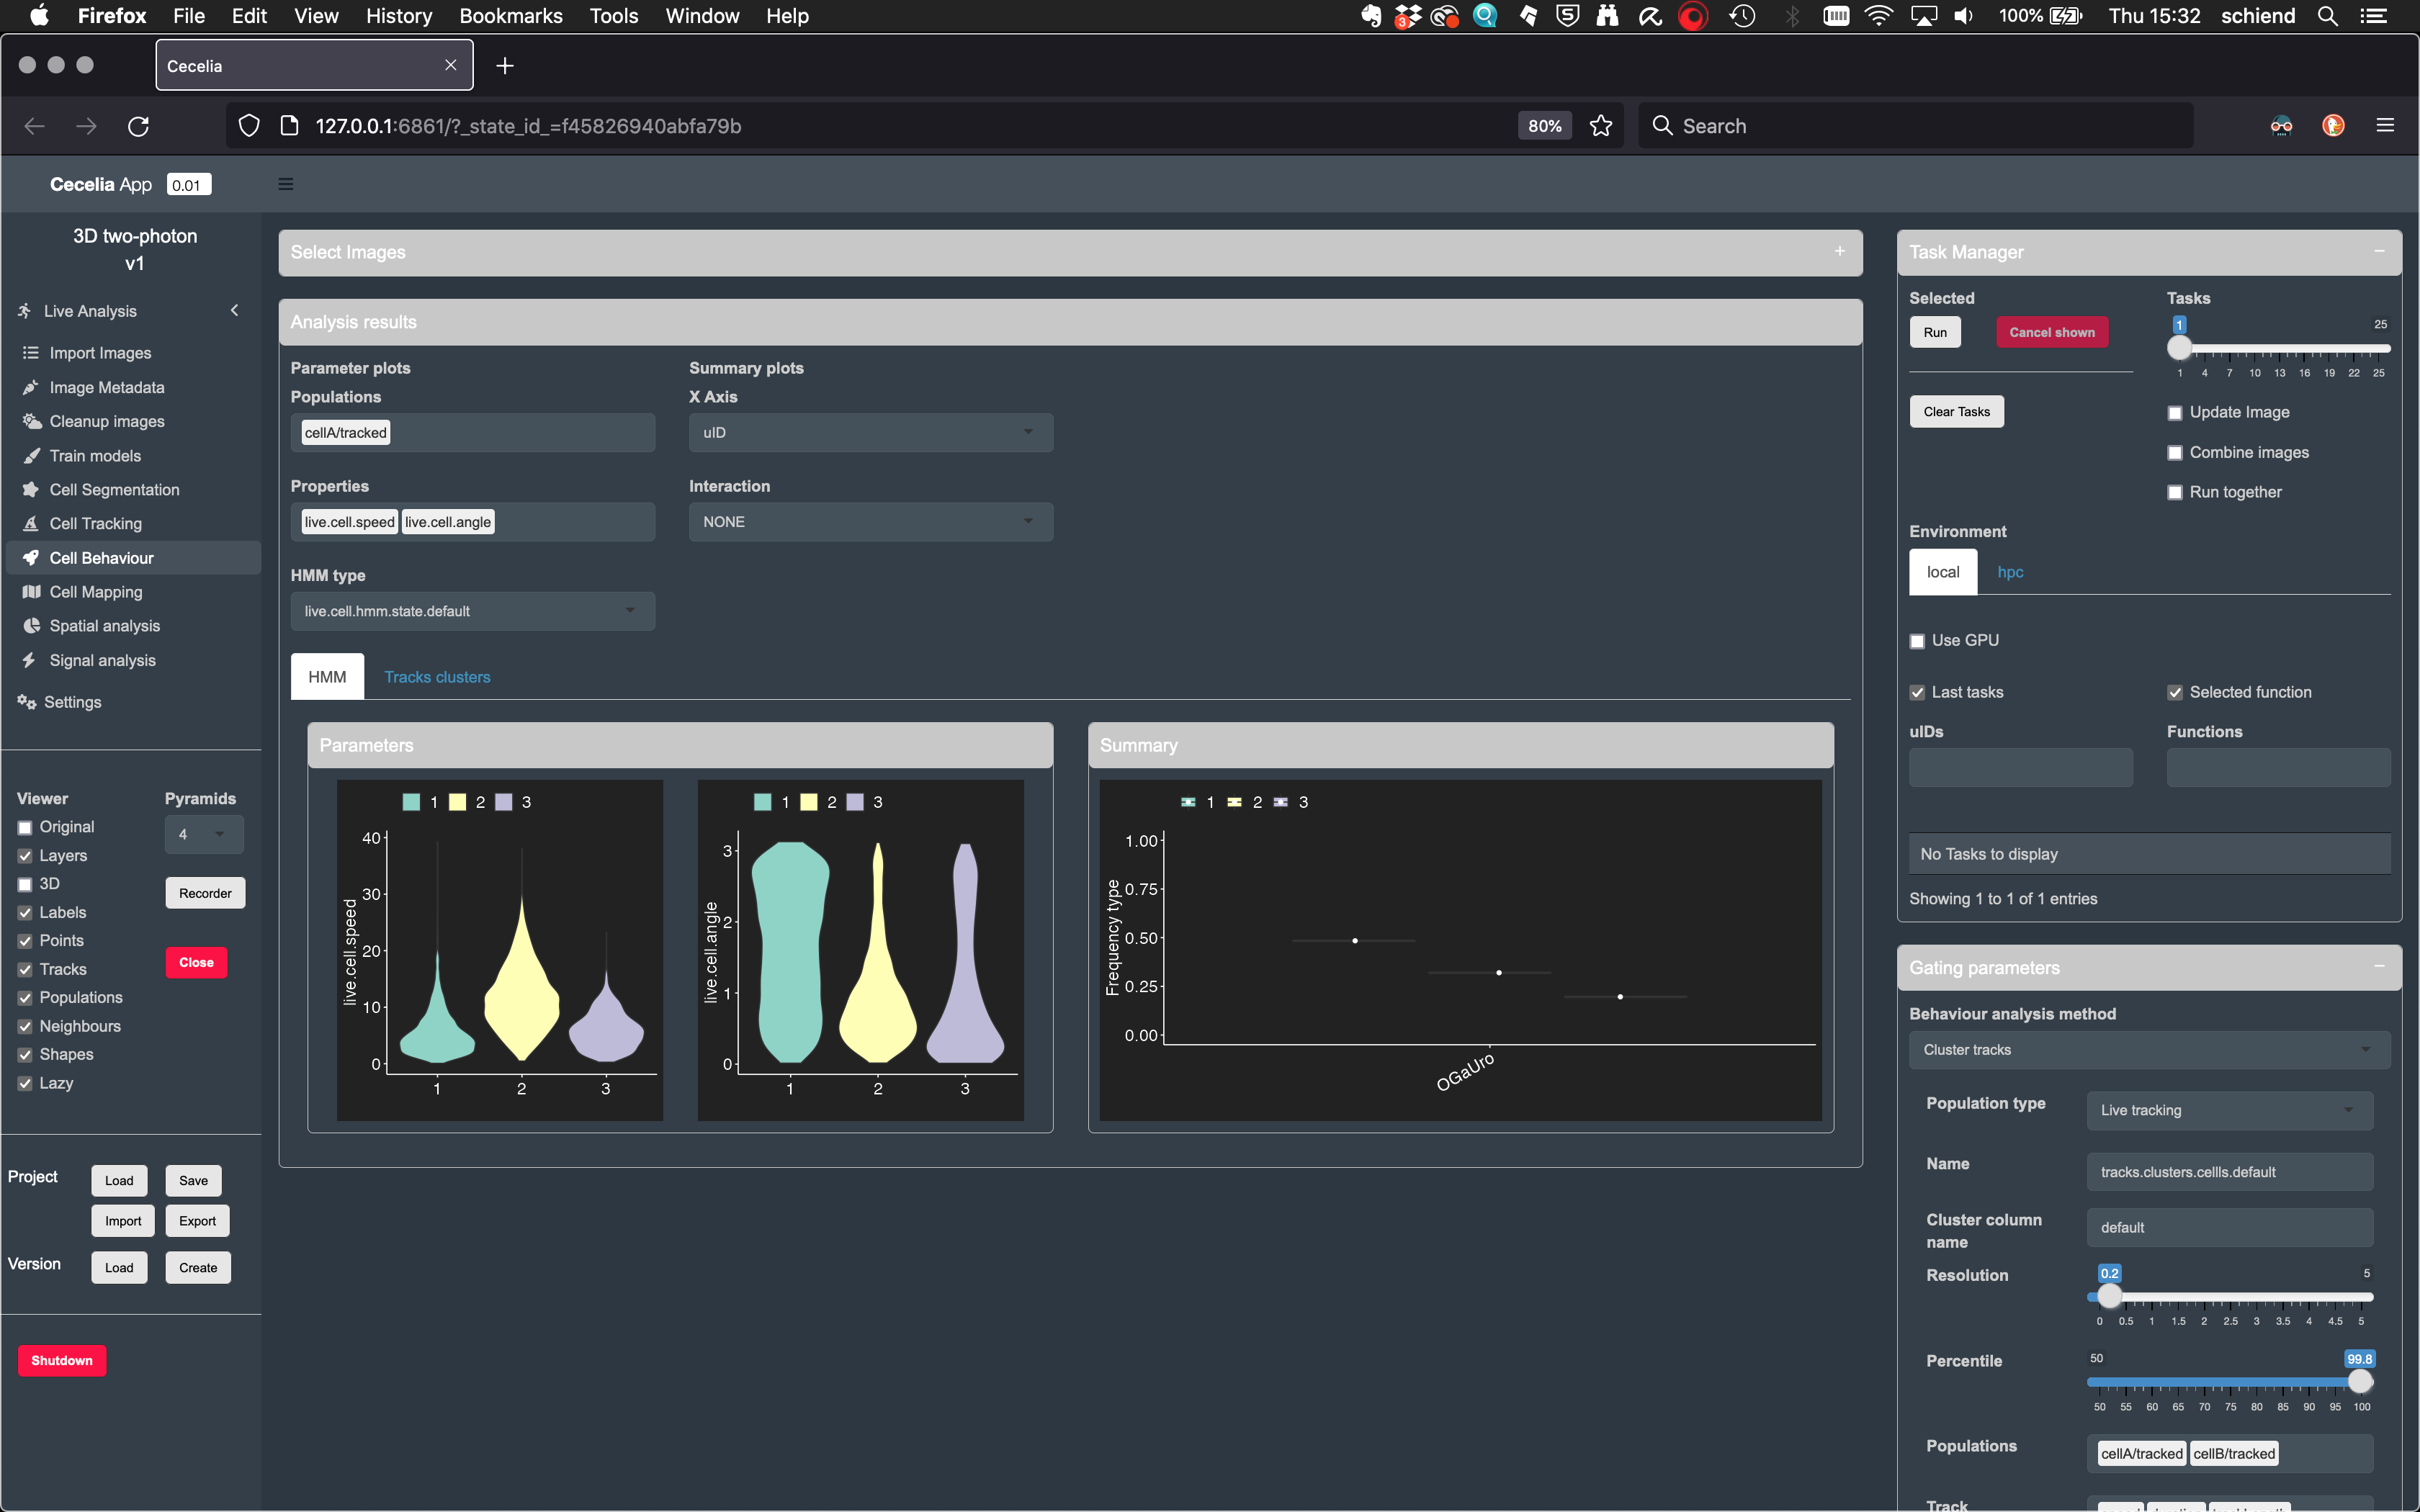 Firefox File Edit View History Bookmarks Tools Window Help 3 100% Thu 15:32 schiend
Cecelia
127.0.0.1:6861/?_state_id_=f45826940abfa79b 80% Search
Cecelia App 0.01
3D two-photon
v1
Live Analysis
Import Images
Image Metadata
Cleanup images
Train models
Cell Segmentation
Cell Tracking
Cell Behaviour
Cell Mapping
Spatial analysis
Signal analysis
Settings
Viewer Pyramids
Original 4
Layers
3D Recorder
Labels
Points
Tracks Close
Populations
Neighbours
Shapes
Lazy
Project Load Save
Import Export
Version Load Create
Shutdown
Select Images +
Analysis results
Parameter plots Summary plots
Populations X Axis
cellA/tracked uID
Properties Interaction
live.cell.speed live.cell.angle NONE
HMM type
live.cell.hmm.state.default
HMM Tracks clusters
Parameters
1 2 3
live.cell.speed
40
30
20
10
0
1 2 3
1 2 3
live.cell.angle
3
2
1
0
1 2 3
Summary
1 2 3
Frequency type
1.00
0.75
0.50
0.25
0.00
OGaUro
Task Manager −
Selected Tasks
Run Cancel shown 1 25
1 4 7 10 13 16 19 22 25
Clear Tasks Update Image
Combine images
Run together
Environment
local hpc
Use GPU
Last tasks Selected function
uIDs Functions
No Tasks to display
Showing 1 to 1 of 1 entries
Gating parameters −
Behaviour analysis method
Cluster tracks
Population type Live tracking
Name tracks.clusters.cellls.default
Cluster column
name default
Resolution 0.2 5
0 0.5 1 1.5 2 2.5 3 3.5 4 4.5 5
Percentile 50 99.8
50 55 60 65 70 75 80 85 90 95 100
Populations cellA/tracked cellB/tracked
Track